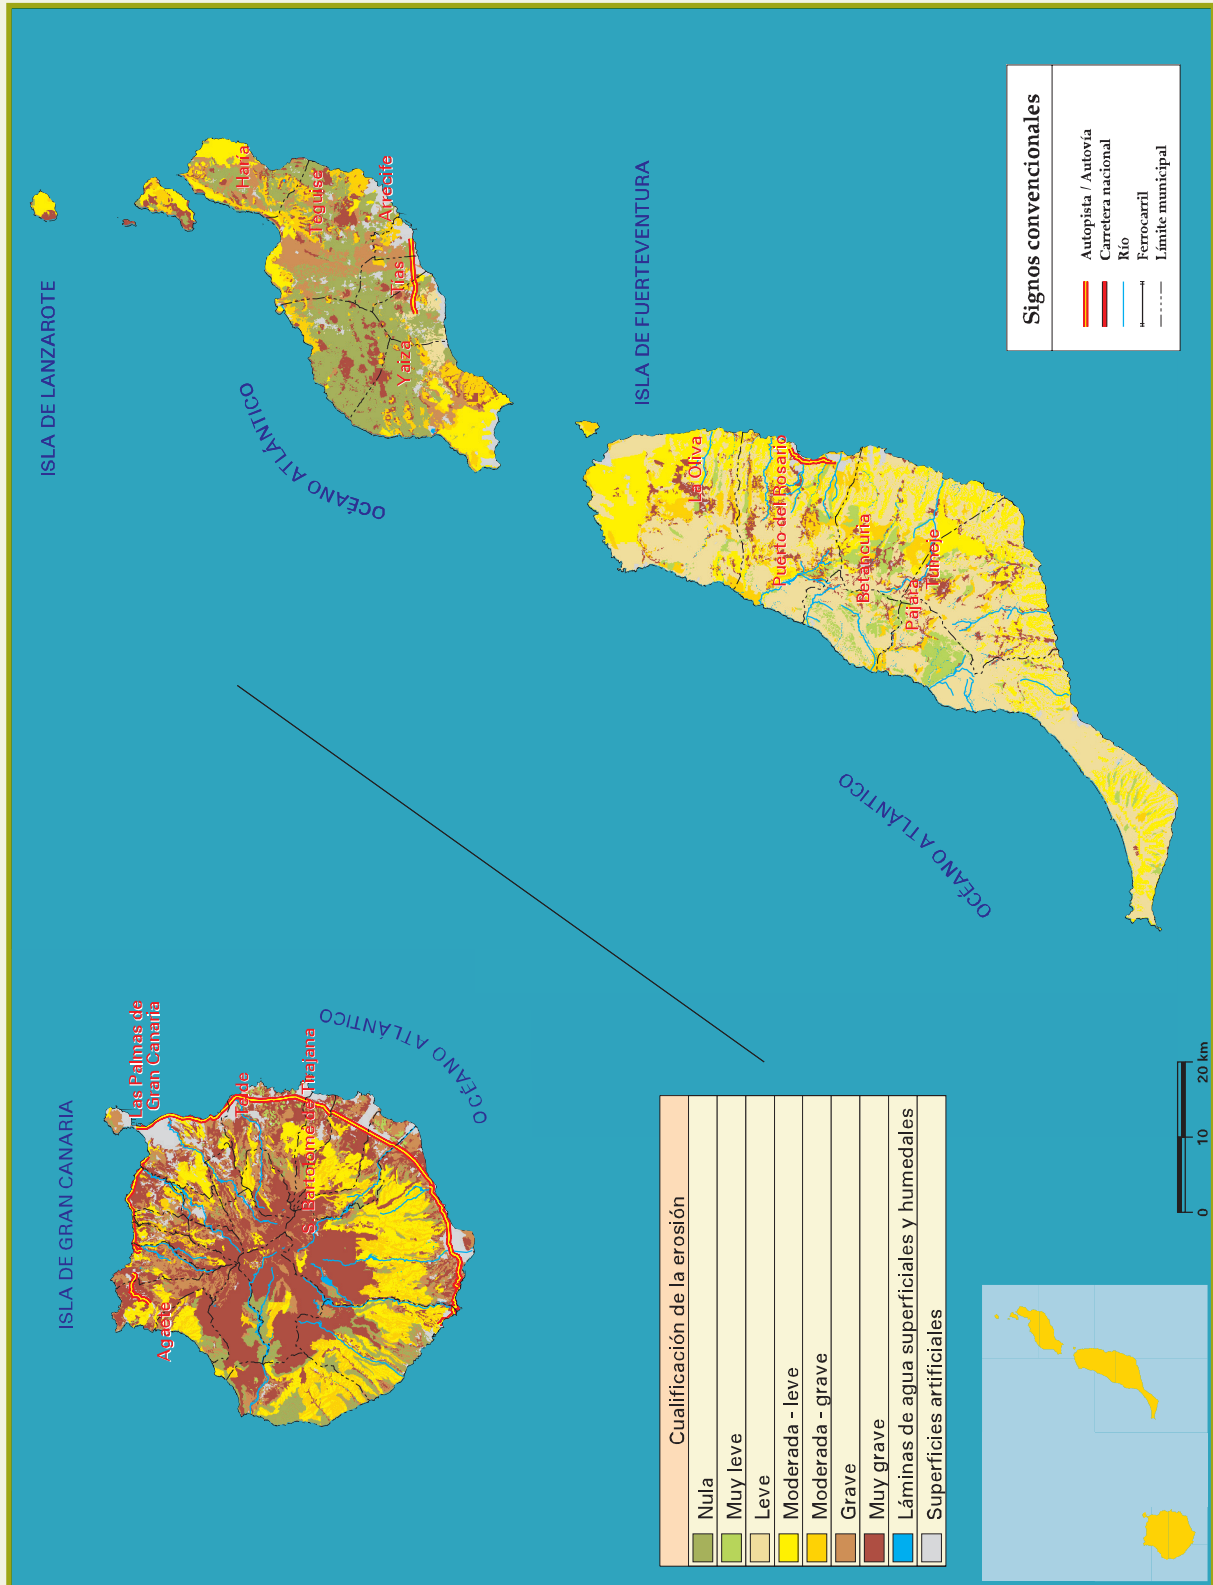 ISLA DE GRAN CANARIA
Las Palmas de
Gran Canaria
Agaete
Telde
S. Bartolomé de Tirajana
OCÉANO ATLÁNTICO
ISLA DE LANZAROTE
Haría
Teguise
Arrecife
Tías
Yaiza
OCÉANO ATLÁNTICO
ISLA DE FUERTEVENTURA
La Oliva
Puerto del Rosario
Betancuria
Pájara
Tuineje
OCÉANO ATLÁNTICO
Cualificación de la erosión
Nula
Muy leve
Leve
Moderada - leve
Moderada - grave
Grave
Muy grave
Láminas de agua superficiales y humedales
Superficies artificiales
0 10 20 km
Signos convencionales
Autopista / Autovía
Carretera nacional
Río
Ferrocarril
Límite municipal